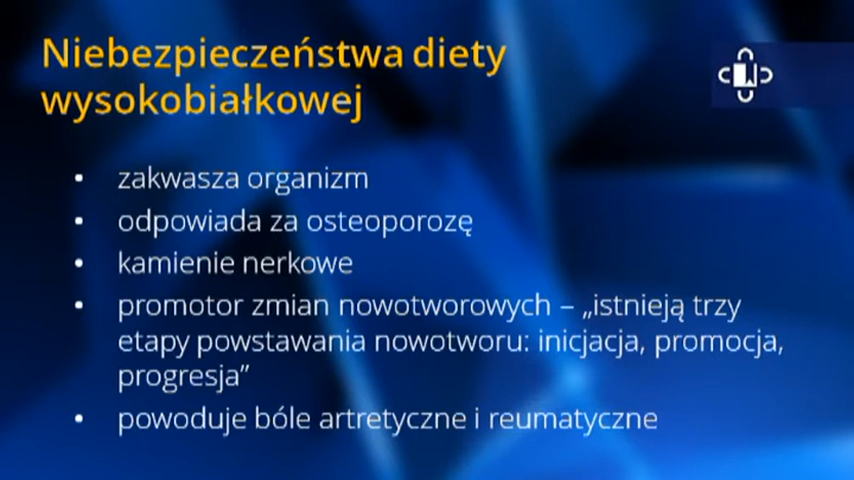 Niebezpieczeństwa diety
wysokobiałkowej
• zakwasza organizm
• odpowiada za osteoporozę
• kamienie nerkowe
• promotor zmian nowotworowych – „istnieją trzy
etapy powstawania nowotworu: inicjacja, promocja,
progresja”
• powoduje bóle artretyczne i reumatyczne